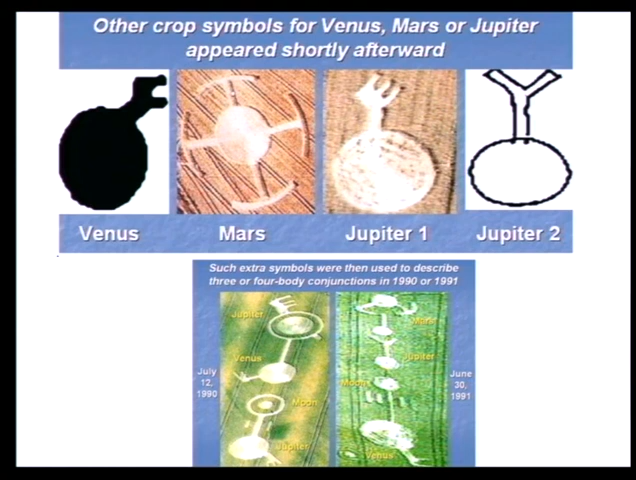 Other crop symbols for Venus, Mars or Jupiter
appeared shortly afterward
Venus
Mars
Jupiter 1
Jupiter 2
Such extra symbols were then used to describe
three or four-body conjunctions in 1990 or 1991
July
12,
1990
Jupiter
Venus
Moon
Jupiter
Mars
Jupiter
Moon
Venus
June
30,
1991